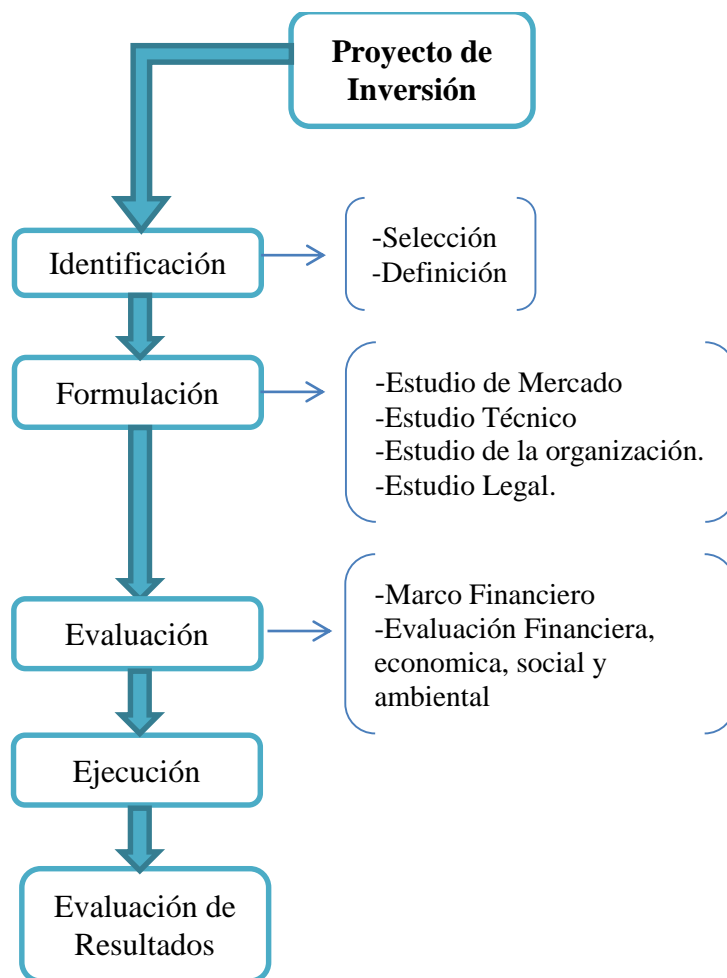 Proyecto de
Inversión
Identificación
-Selección
-Definición
Formulación
-Estudio de Mercado
-Estudio Técnico
-Estudio de la organización.
-Estudio Legal.
Evaluación
-Marco Financiero
-Evaluación Financiera,
economica, social y
ambiental
Ejecución
Evaluación de
Resultados